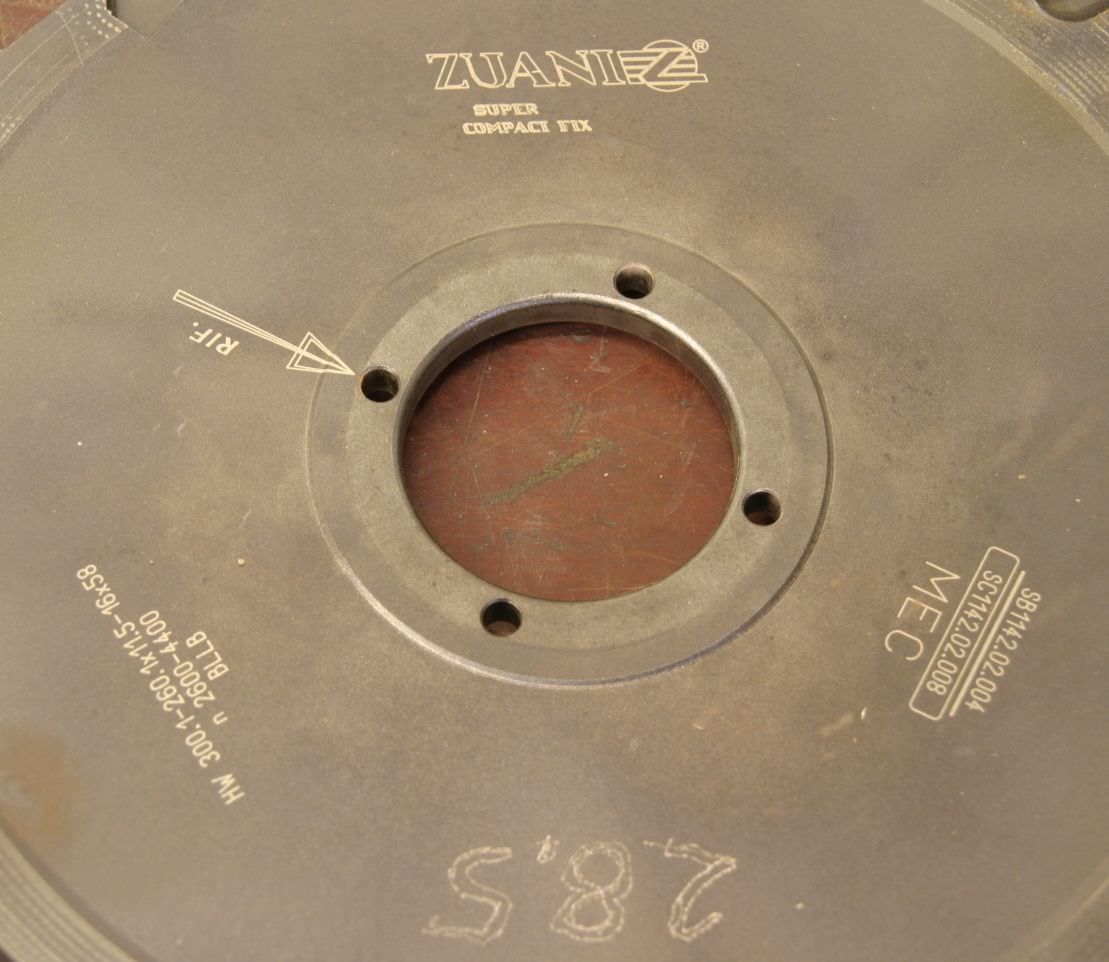 ZUANI Z®
SUPER
COMPACT FIX
RIF.
HW 300.1-260.1x11.5-16x58
n 2600-4400
BLLB
SB1142.02.004
SC1142.02.008
MEC
28,5